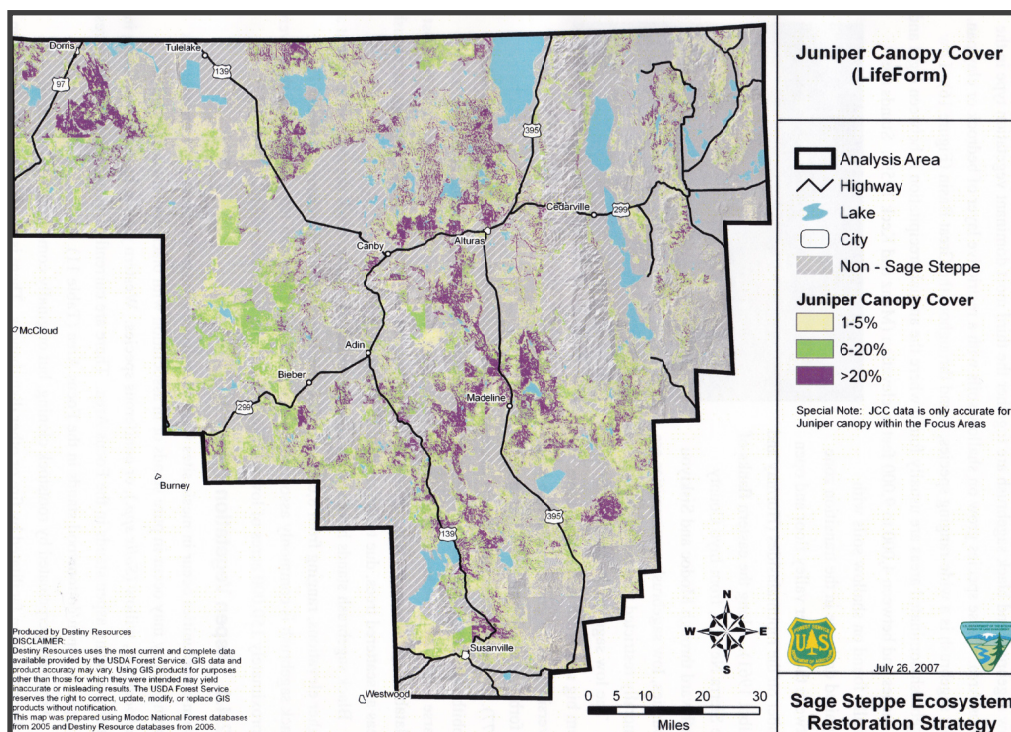 Dorris
Tulelake
97
139
395
Cedarville
299
Alturas
Canby
McCloud
Adin
Bieber
299
Madeline
Burney
395
139
Susanville
Westwood
N
W E
S
0 5 10 20 30
Miles
Produced by Destiny Resources
DISCLAIMER:
Destiny Resources uses the most current and complete data
available provided by the USDA Forest Service. GIS data and
product accuracy may vary. Using GIS products for purposes
other than those for which they were intended may yield
inaccurate or misleading results. The USDA Forest Service
reserves the right to correct, update, modify, or replace GIS
products without notification.
This map was prepared using Modoc National Forest databases
from 2005 and Destiny Resource databases from 2006.
Juniper Canopy Cover
(LifeForm)
Analysis Area
Highway
Lake
City
Non - Sage Steppe
Juniper Canopy Cover
1-5%
6-20%
>20%
Special Note: JCC data is only accurate for
Juniper canopy within the Focus Areas
U S
July 26, 2007
Sage Steppe Ecosystem
Restoration Strategy